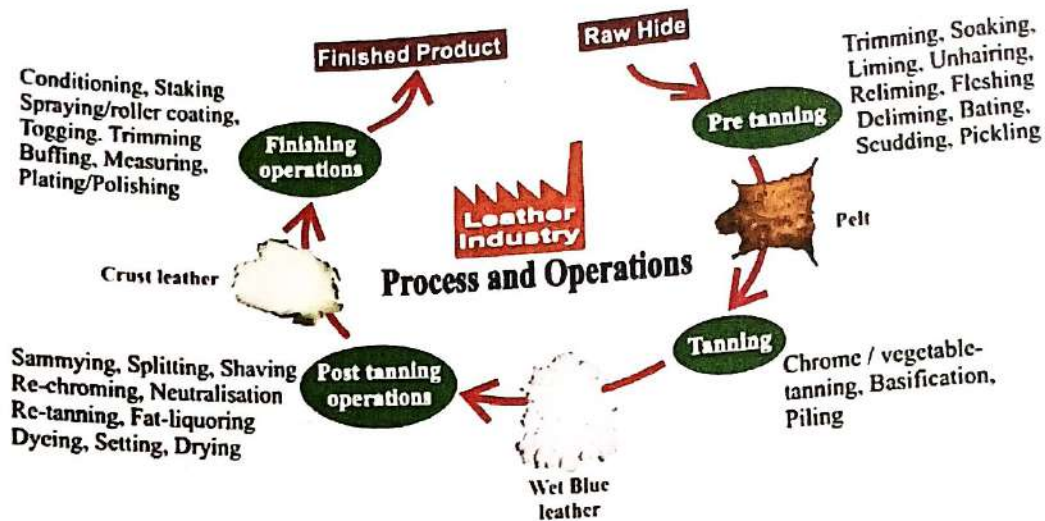 Finished Product
Raw Hide
Trimming, Soaking,
Liming, Unhairing,
Reliming, Fleshing
Deliming, Bating,
Scudding, Pickling
Pre tanning
Pelt
Tanning
Chrome / vegetable-
tanning, Basification,
Piling
Wet Blue
leather
Post tanning
operations
Sammying, Splitting, Shaving
Re-chroming, Neutralisation
Re-tanning, Fat-liquoring
Dyeing, Setting, Drying
Crust leather
Finishing
operations
Conditioning, Staking
Spraying/roller coating,
Togging. Trimming
Buffing, Measuring,
Plating/Polishing
Leather
Industry
Process and Operations